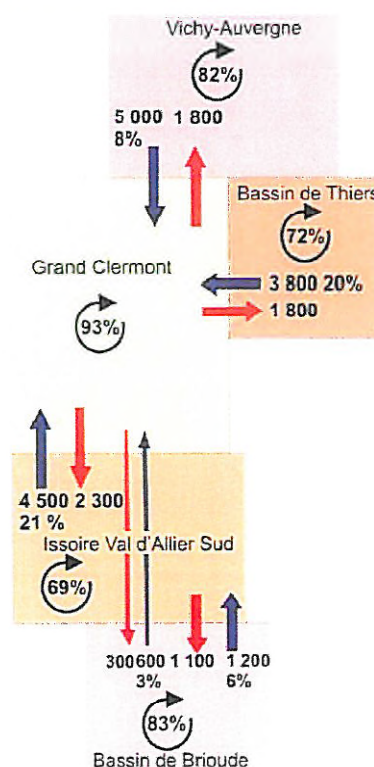 Vichy-Auvergne
82%
5 000 1 800
8%
Bassin de Thiers
72%
Grand Clermont
3 800 20%
93%
1 800
4 500 2 300
21 %
Issoire Val d'Allier Sud
69%
300 600 1 100 1 200
3% 6%
83%
Bassin de Brioude